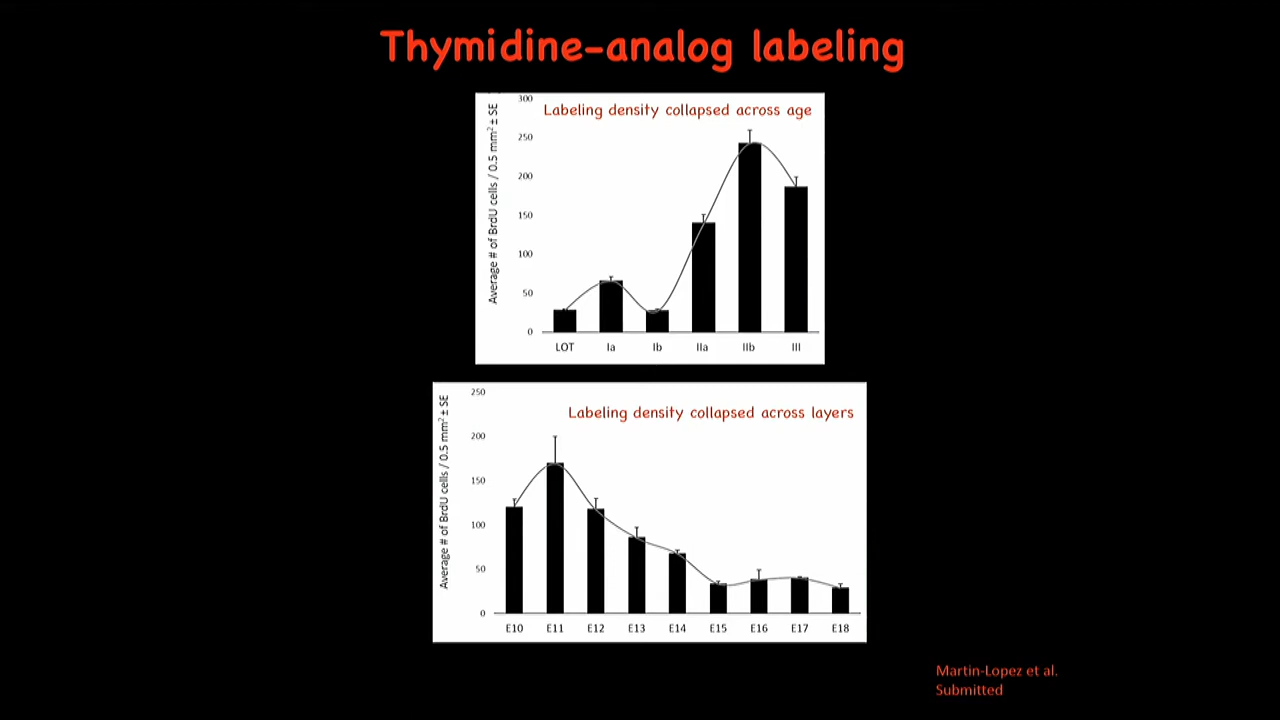 Thymidine-analog labeling
Labeling density collapsed across age
Average # of BrdU cells / 0.5 mm² ± SE
300
250
200
150
100
50
0
LOT Ia Ib IIa IIb III
Labeling density collapsed across layers
Average # of BrdU cells / 0.5 mm² ± SE
250
200
150
100
50
0
E10 E11 E12 E13 E14 E15 E16 E17 E18
Martin-Lopez et al.
Submitted